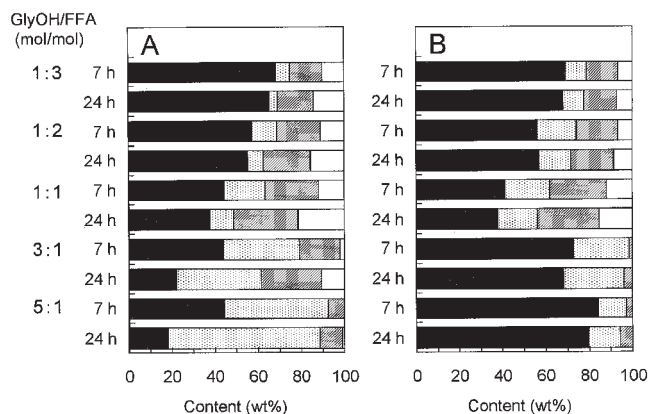 GlyOH/FFA
(mol/mol)
A
B
1:3 7 h
7 h
24 h
24 h
1:2 7 h
7 h
24 h
24 h
1:1 7 h
7 h
24 h
24 h
3:1 7 h
7 h
24 h
24 h
5:1 7 h
7 h
24 h
24 h
0 20 40 60 80 100
0 20 40 60 80 100
Content (wt%)
Content (wt%)